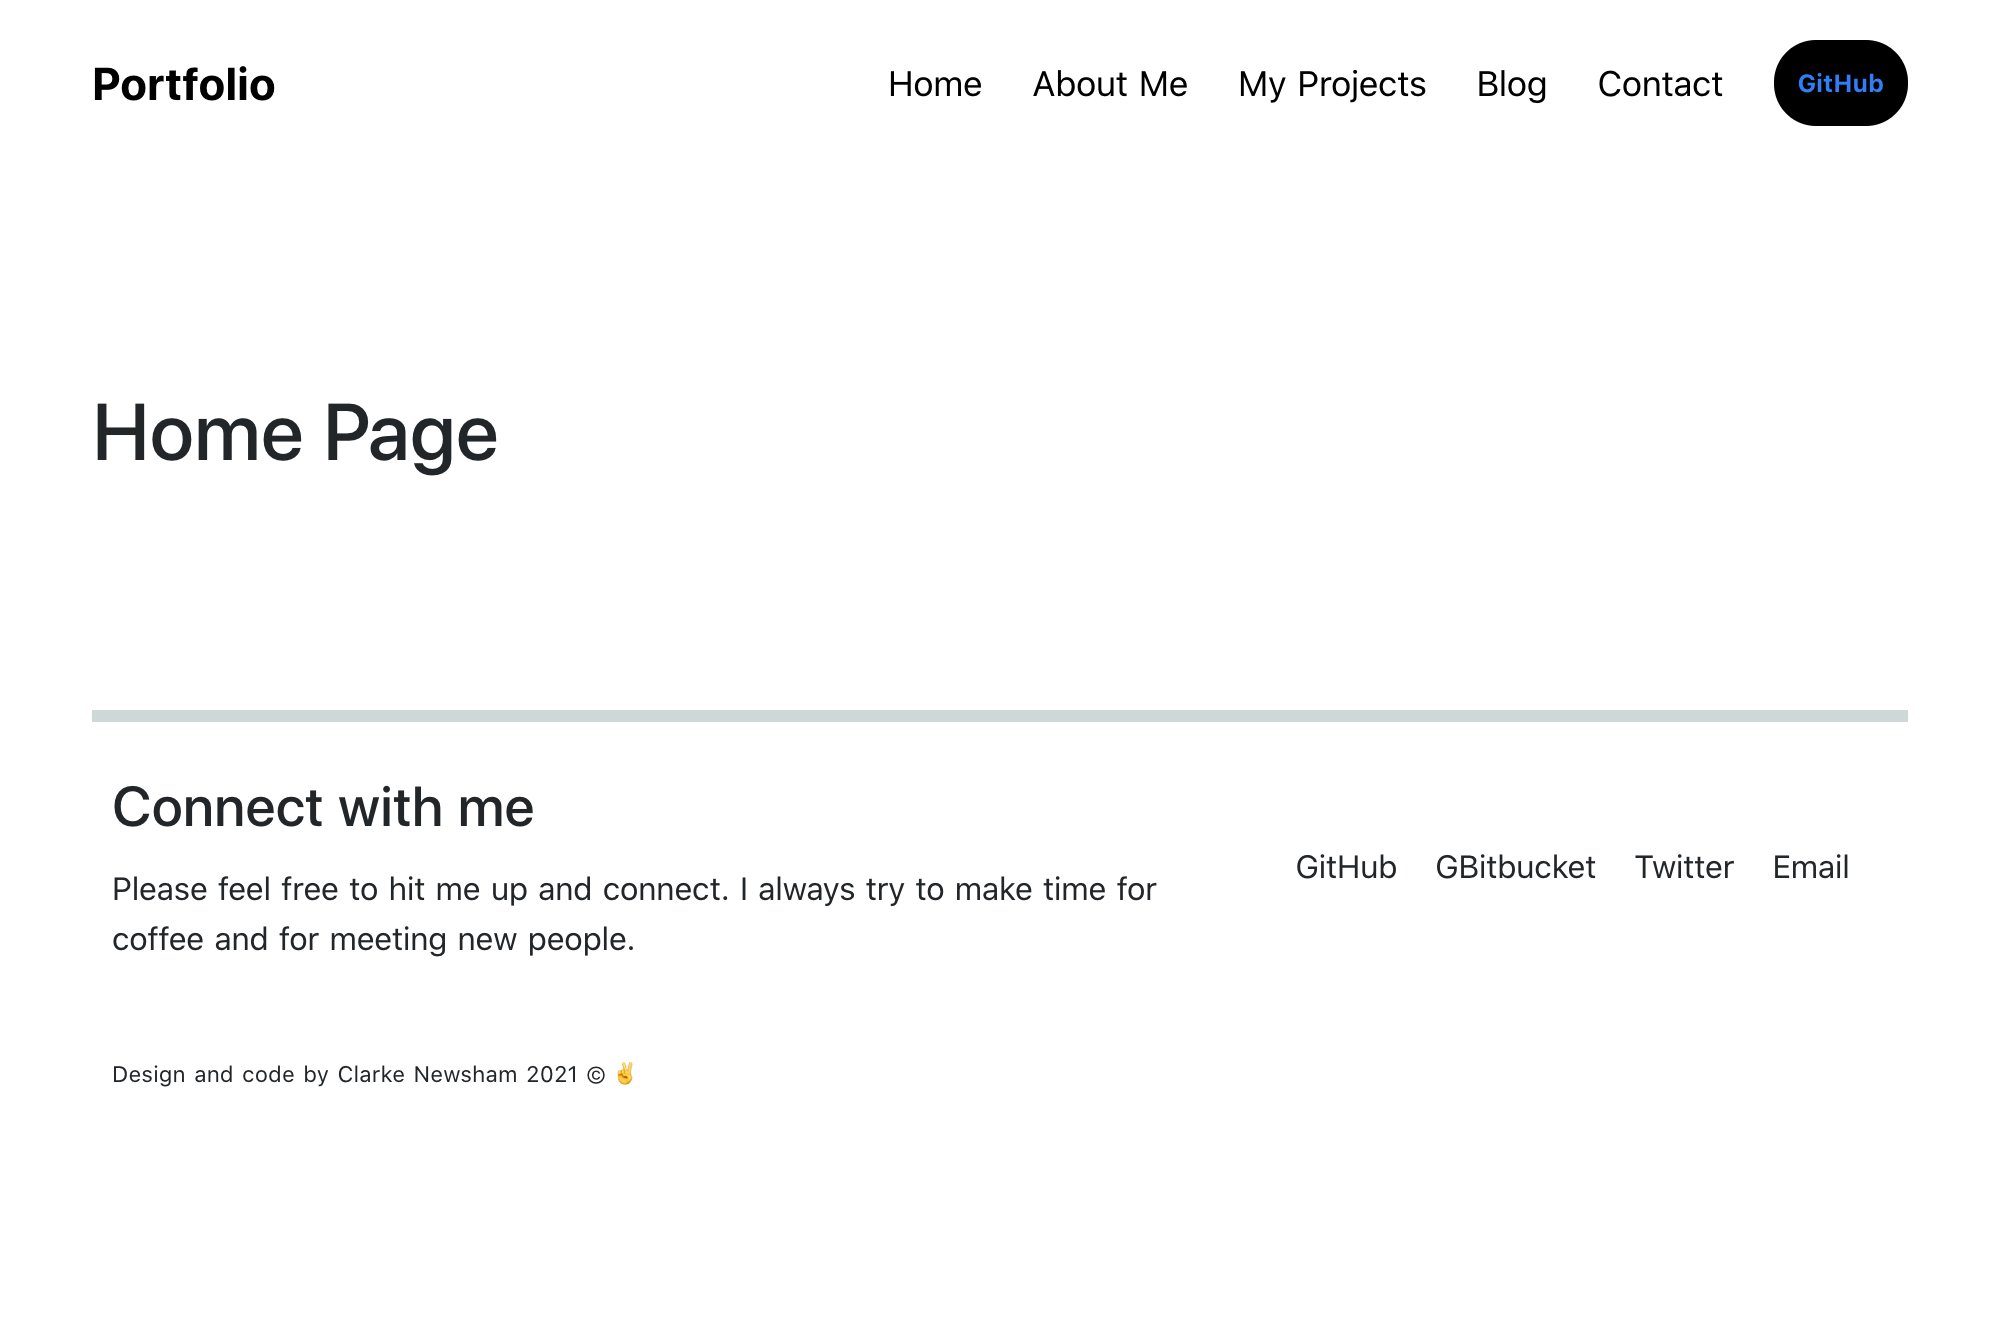 Portfolio Home About Me My Projects Blog Contact GitHub
Home Page
Connect with me
Please feel free to hit me up and connect. I always try to make time for
coffee and for meeting new people.
GitHub GBitbucket Twitter Email
Design and code by Clarke Newsham 2021 © ✌️